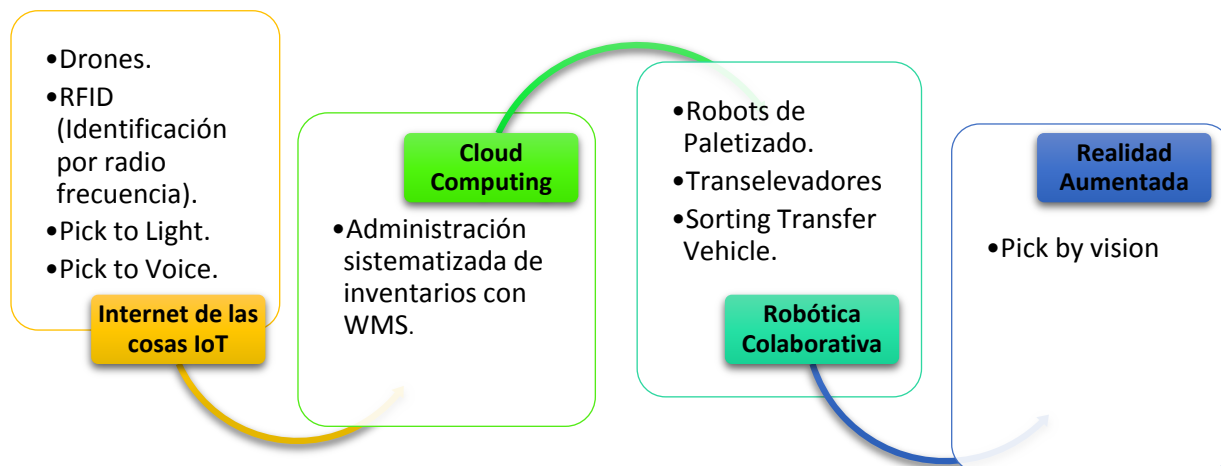 •Drones.
•RFID
(Identificación
por radio
frecuencia).
•Pick to Light.
•Pick to Voice.
Internet de las
cosas IoT
Cloud
Computing
•Administración
sistematizada de
inventarios con
WMS.
•Robots de
Paletizado.
•Transelevadores
•Sorting Transfer
Vehicle.
Robótica
Colaborativa
Realidad
Aumentada
•Pick by vision